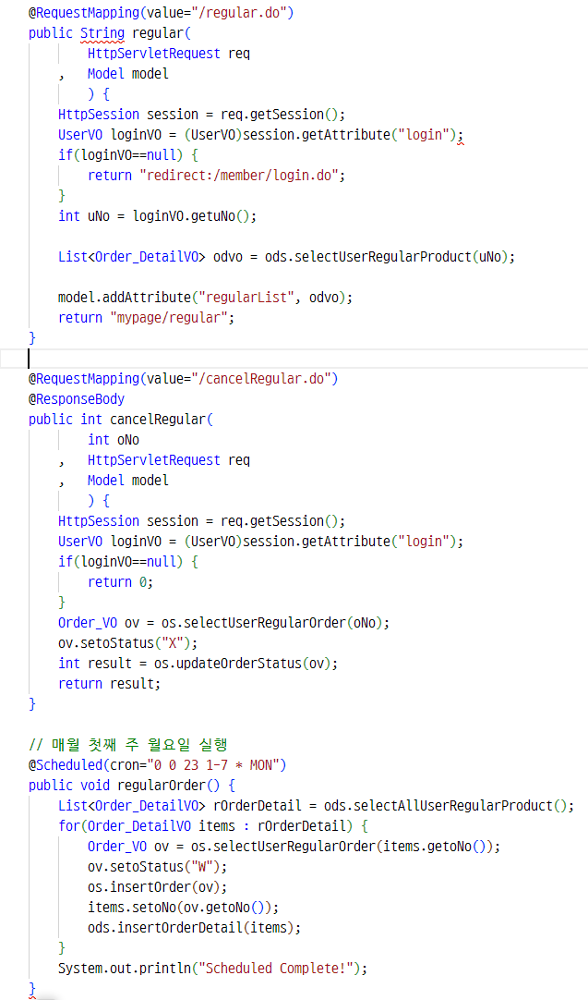 @RequestMapping(value="/regular.do")
public String regular(
        HttpServletRequest req
    ,   Model model
        ) {
    HttpSession session = req.getSession();
    UserVO loginVO = (UserVO)session.getAttribute("login");
    if(loginVO==null) {
        return "redirect:/member/login.do";
    }
    int uNo = loginVO.getuNo();

    List<Order_DetailVO> odvo = ods.selectUserRegularProduct(uNo);

    model.addAttribute("regularList", odvo);
    return "mypage/regular";
}

@RequestMapping(value="/cancelRegular.do")
@ResponseBody
public int cancelRegular(
        int oNo
    ,   HttpServletRequest req
    ,   Model model
        ) {
    HttpSession session = req.getSession();
    UserVO loginVO = (UserVO)session.getAttribute("login");
    if(loginVO==null) {
        return 0;
    }
    Order_VO ov = os.selectUserRegularOrder(oNo);
    ov.setoStatus("X");
    int result = os.updateOrderStatus(ov);
    return result;
}

// 매월 첫째 주 월요일 실행
@Scheduled(cron="0 0 23 1-7 * MON")
public void regularOrder() {
    List<Order_DetailVO> rOrderDetail = ods.selectAllUserRegularProduct();
    for(Order_DetailVO items : rOrderDetail) {
        Order_VO ov = os.selectUserRegularOrder(items.getoNo());
        ov.setoStatus("W");
        os.insertOrder(ov);
        items.setoNo(ov.getoNo());
        ods.insertOrderDetail(items);
    }
    System.out.println("Scheduled Complete!");
}